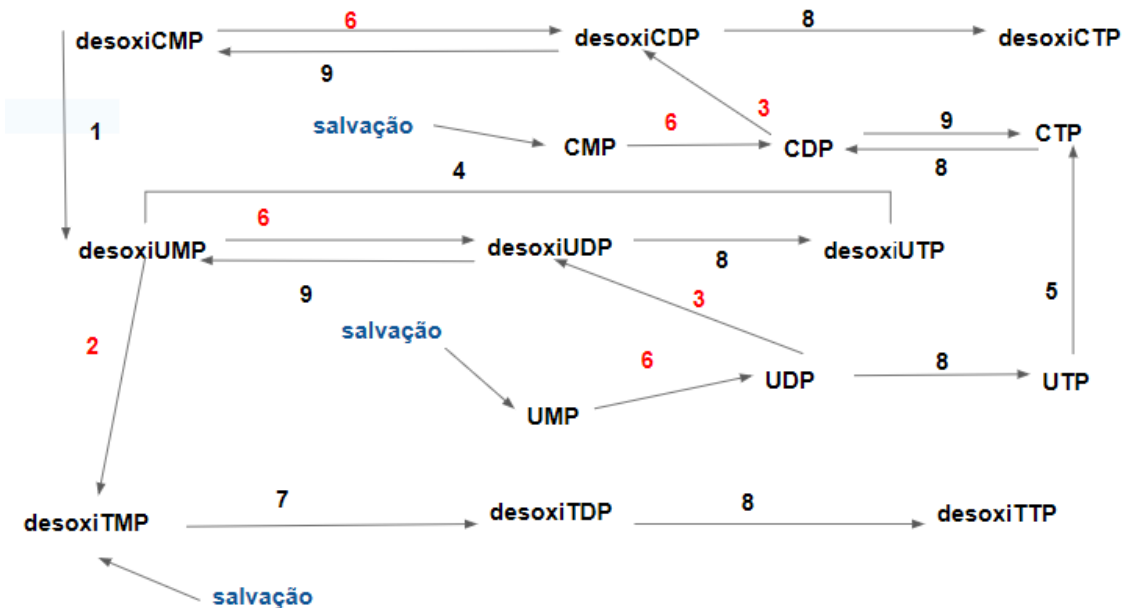 6
8
desoxiCMP
desoxiCDP
desoxiCTP
9
salvação
1
6
3
9
CMP
CDP
CTP
8
4
6
desoxiUMP
desoxiUDP
desoxiUTP
8
9
3
5
salvação
2
6
8
UDP
UTP
UMP
7
8
desoxiTMP
desoxiTDP
desoxiTTP
salvação